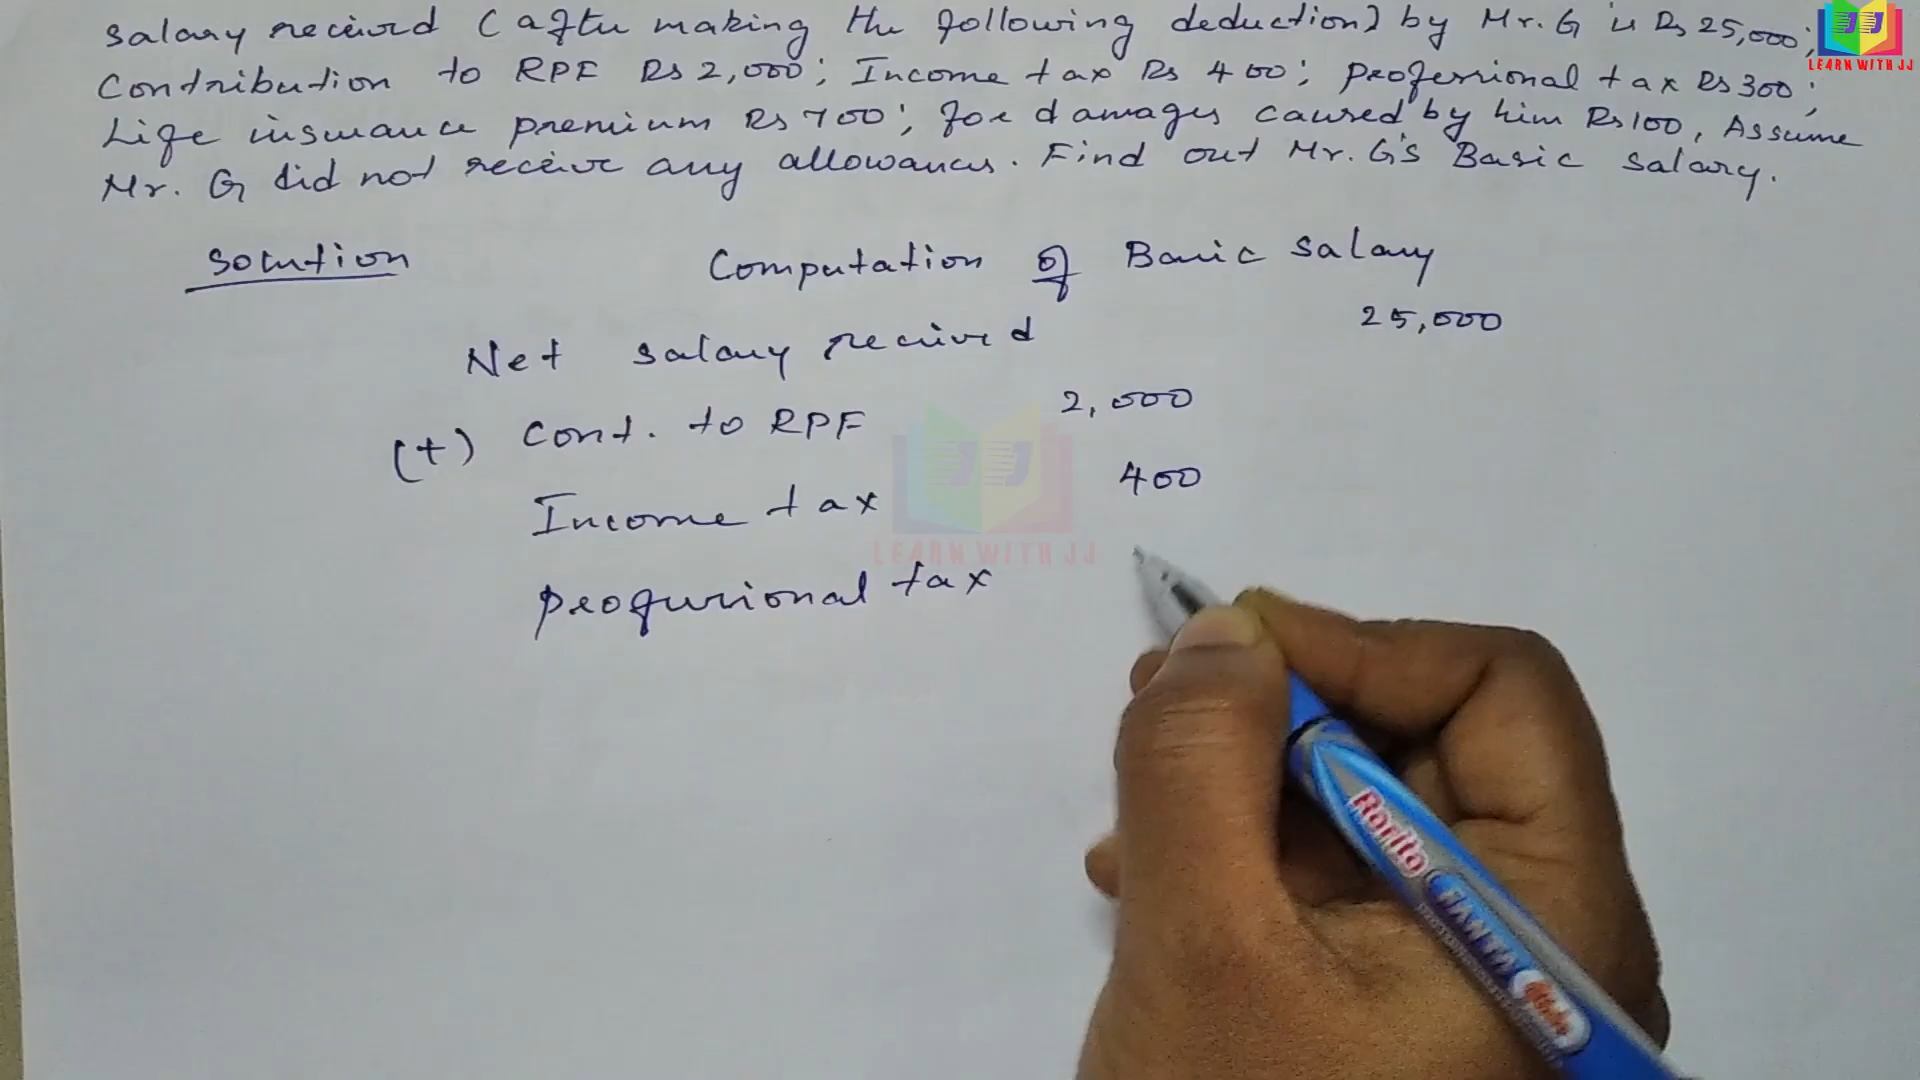 Salary received (after making the following deduction) by Mr. G is Rs 25,000;
Contribution to RPF Rs 2,000; Income tax Rs 400; Professional tax Rs 300;
Life insurance premium Rs 700; for damages caused by him Rs 100, Assume
Mr. G did not receive any allowances. Find out Mr. G's Basic Salary.
Solution
Computation of Basic Salary
Net salary received 25,000
(+) Cont. to RPF 2,000
Income tax 400
Professional tax
LEARN WITH JJ
JJ
LEARN WITH JJ
Rorito